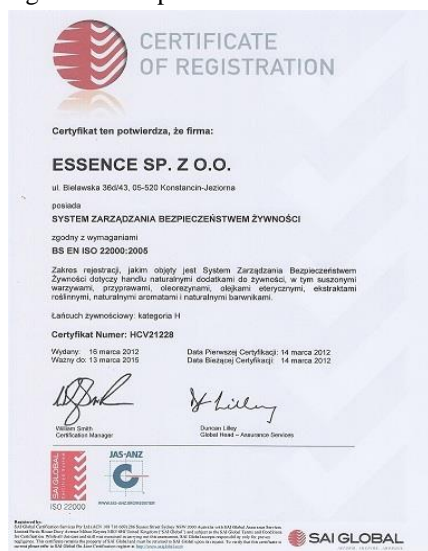 CERTIFICATE
OF REGISTRATION
Certyfikat ten potwierdza, że firma:
ESSENCE SP. Z O.O.
ul. Bielawska 36d/43, 05-520 Konstancin-Jeziorna
posiada
SYSTEM ZARZĄDZANIA BEZPIECZEŃSTWEM ŻYWNOŚCI
zgodny z wymaganiami
BS EN ISO 22000:2005
Zakres rejestracji, jakim objęty jest System Zarządzania Bezpieczeństwem
Żywności dotyczy handlu naturalnymi dodatkami do żywności, w tym suszonymi
warzywami, przyprawami, oleorezynami, olejkami eterycznymi, ekstraktami
roślinnymi, naturalnymi aromatami i naturalnymi barwnikami.
Łańcuch żywnościowy: kategoria H
Certyfikat Numer: HCV21228
Wydany: 16 marca 2012 Data Pierwszej Certyfikacji: 14 marca 2012
Ważny do: 13 marca 2015 Data Bieżącej Certyfikacji: 14 marca 2012
William Smith Duncan Lilley
Certification Manager Global Head – Assurance Services
SAI GLOBAL
JAS-ANZ
C
ISO 22000
Registered by:
SAI GLOBAL